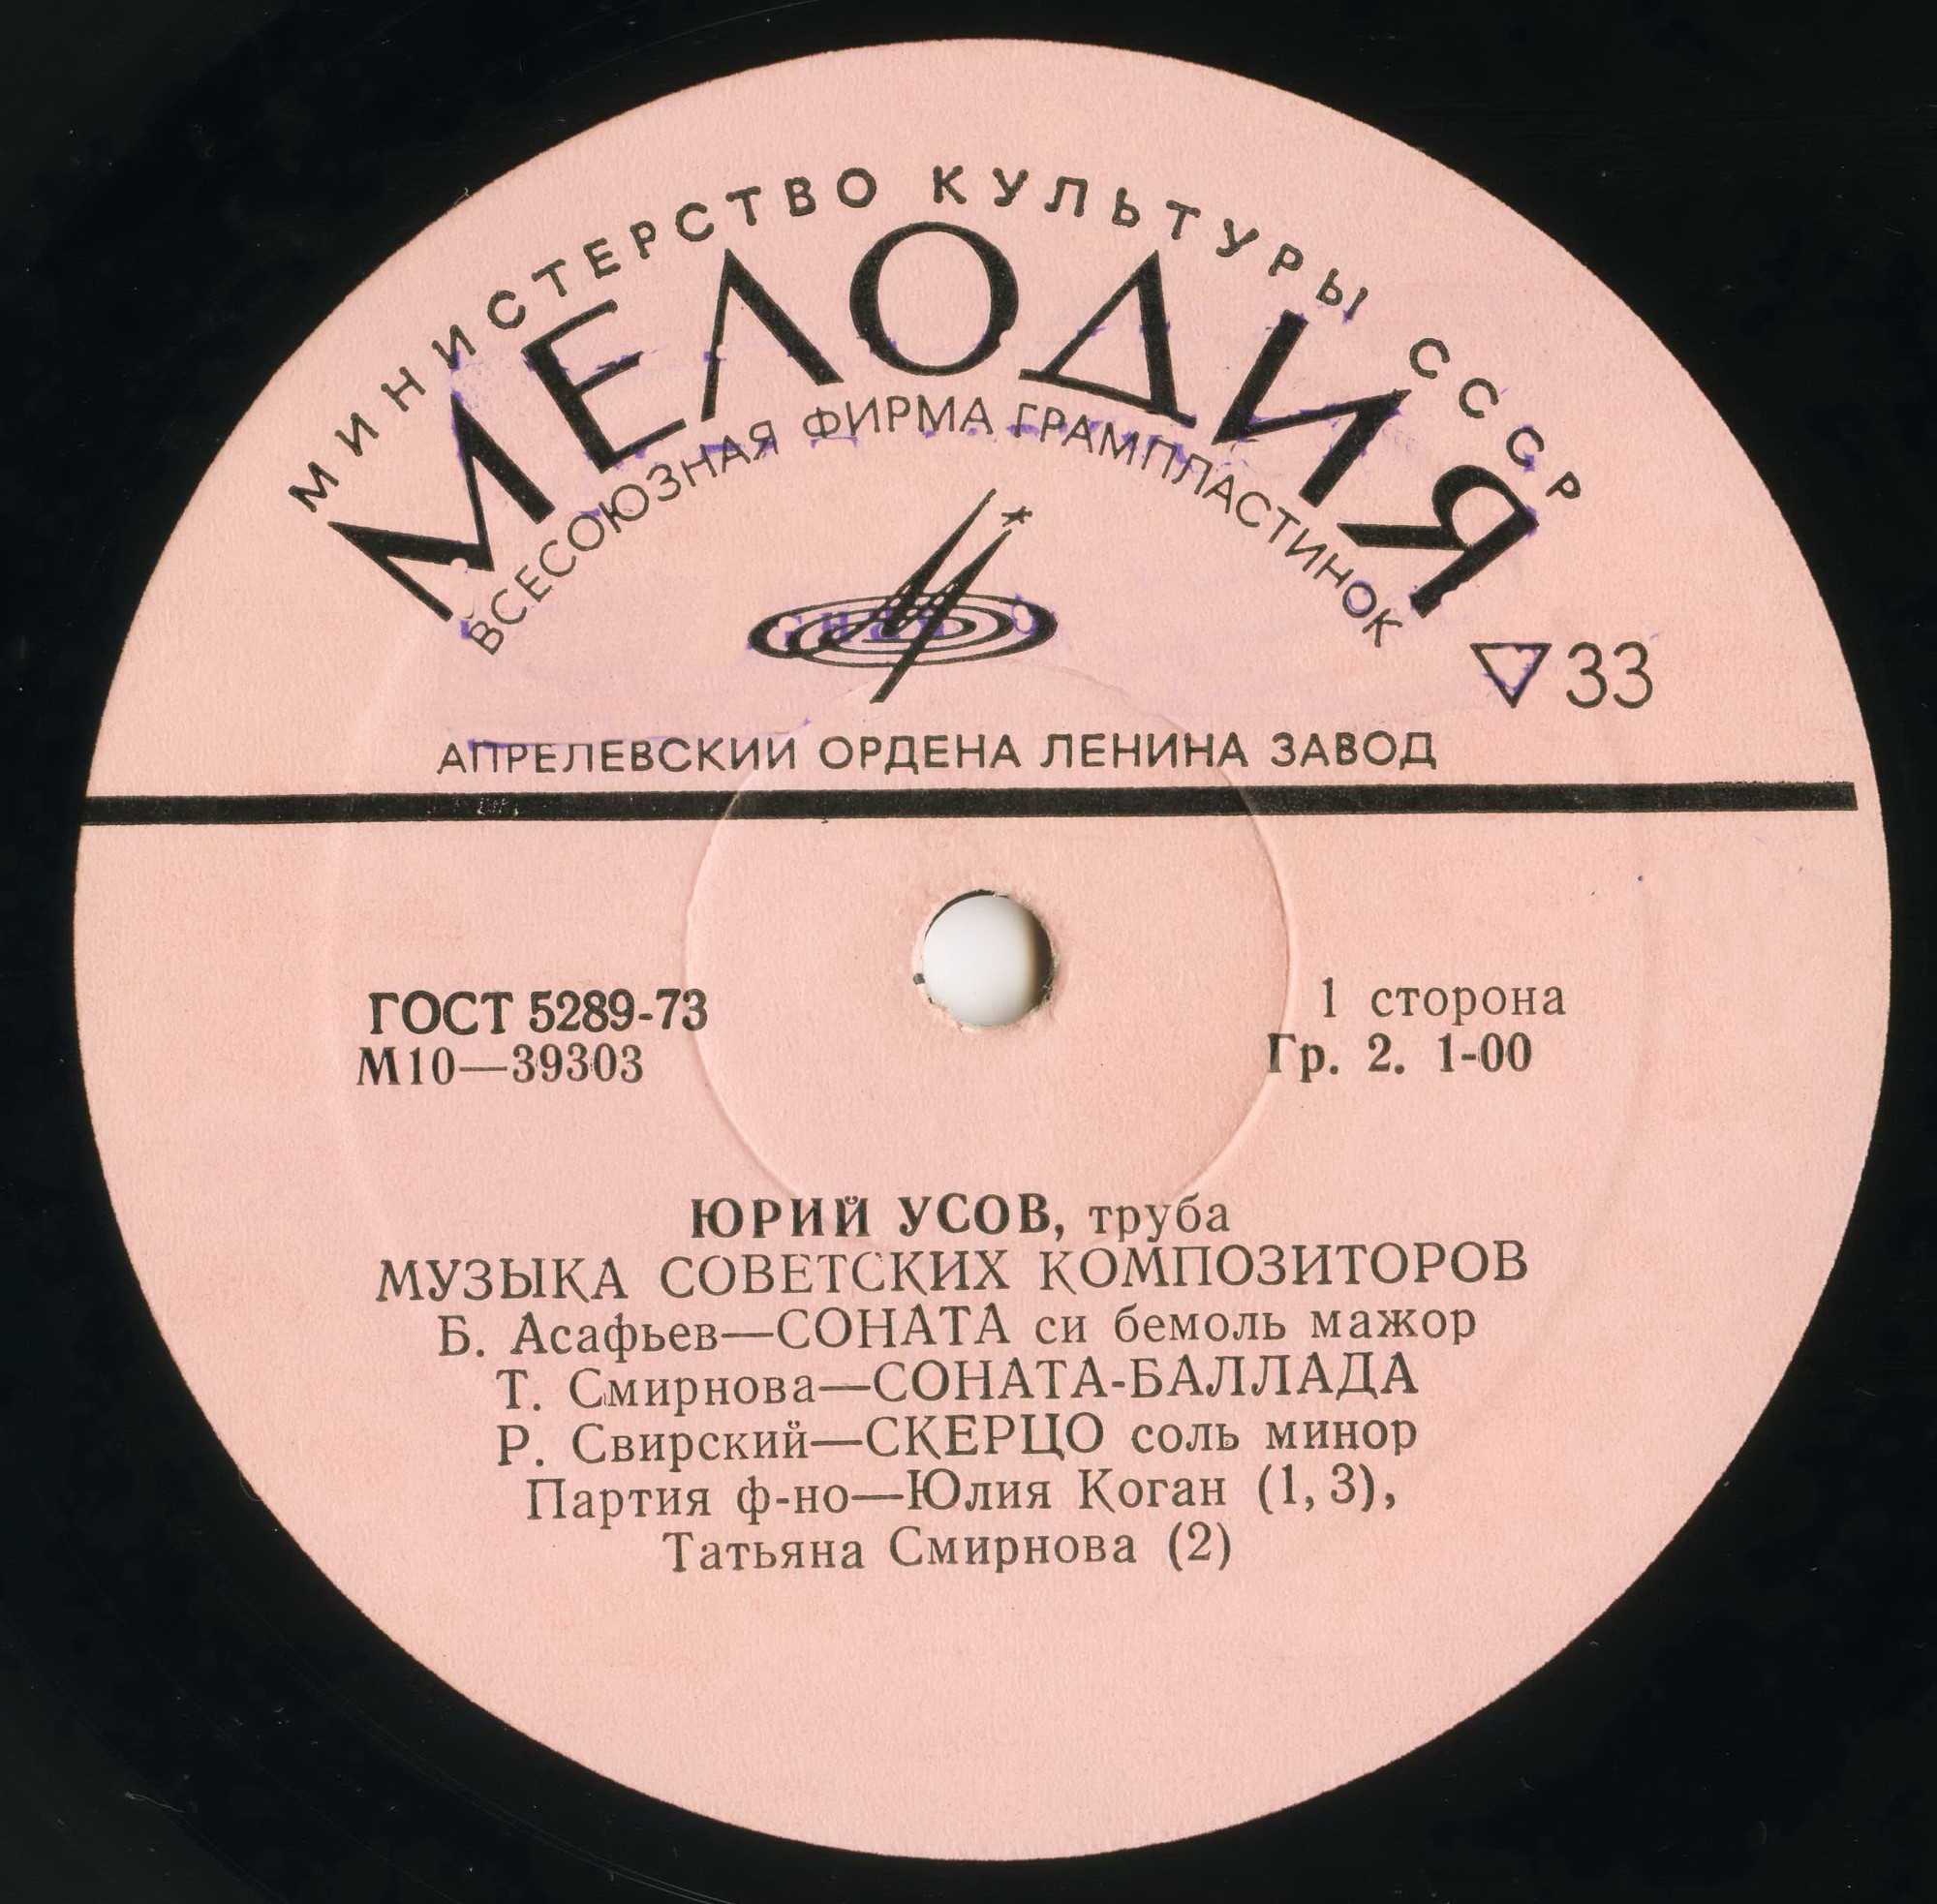 МИНИСТЕРСТВО КУЛЬТУРЫ СССР
МЕЛОДИЯ
ВСЕСОЮЗНАЯ ФИРМА ГРАМПЛАСТИНОК
33
АПРЕЛЕВСКИЙ ОРДЕНА ЛЕНИНА ЗАВОД
ГОСТ 5289-73
М10—39303
1 сторона
Гр. 2. 1-00
ЮРИЙ УСОВ, труба
МУЗЫКА СОВЕТСКИХ КОМПОЗИТОРОВ
Б. Асафьев—СОНАТА си бемоль мажор
Т. Смирнова—СОНАТА-БАЛЛАДА
Р. Свирский—СКЕРЦО соль минор
Партия ф-но—Юлия Коган (1, 3),
Татьяна Смирнова (2)